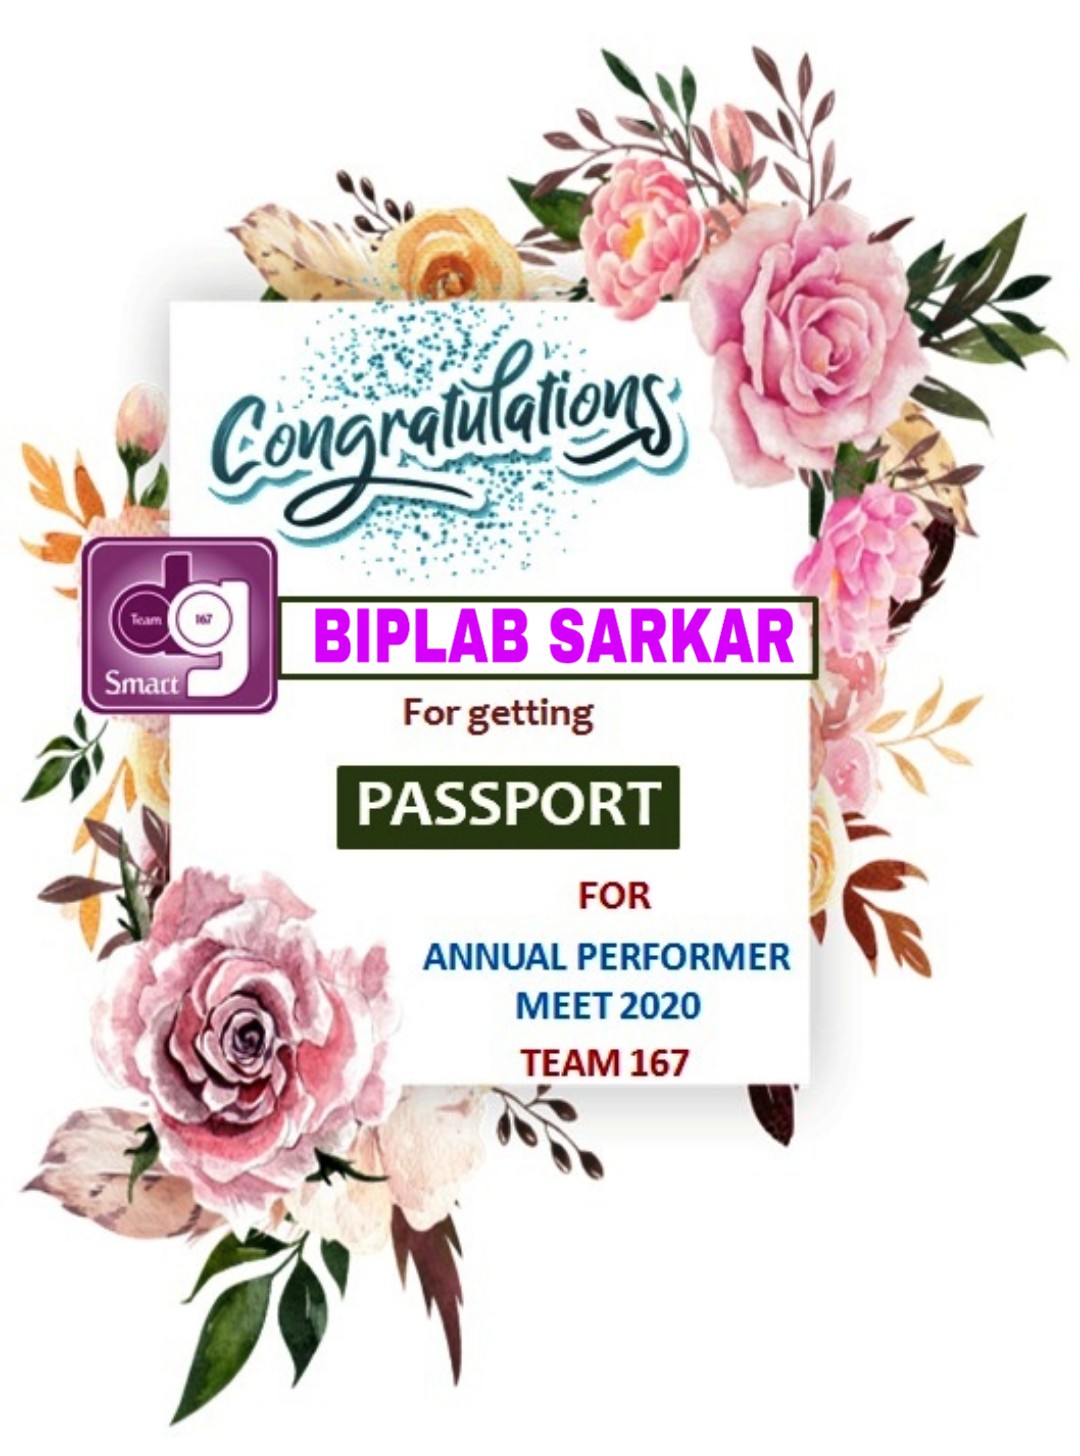 Congratulations
Team 167
Smart
BIPLAB SARKAR
For getting
PASSPORT
FOR
ANNUAL PERFORMER
MEET 2020
TEAM 167